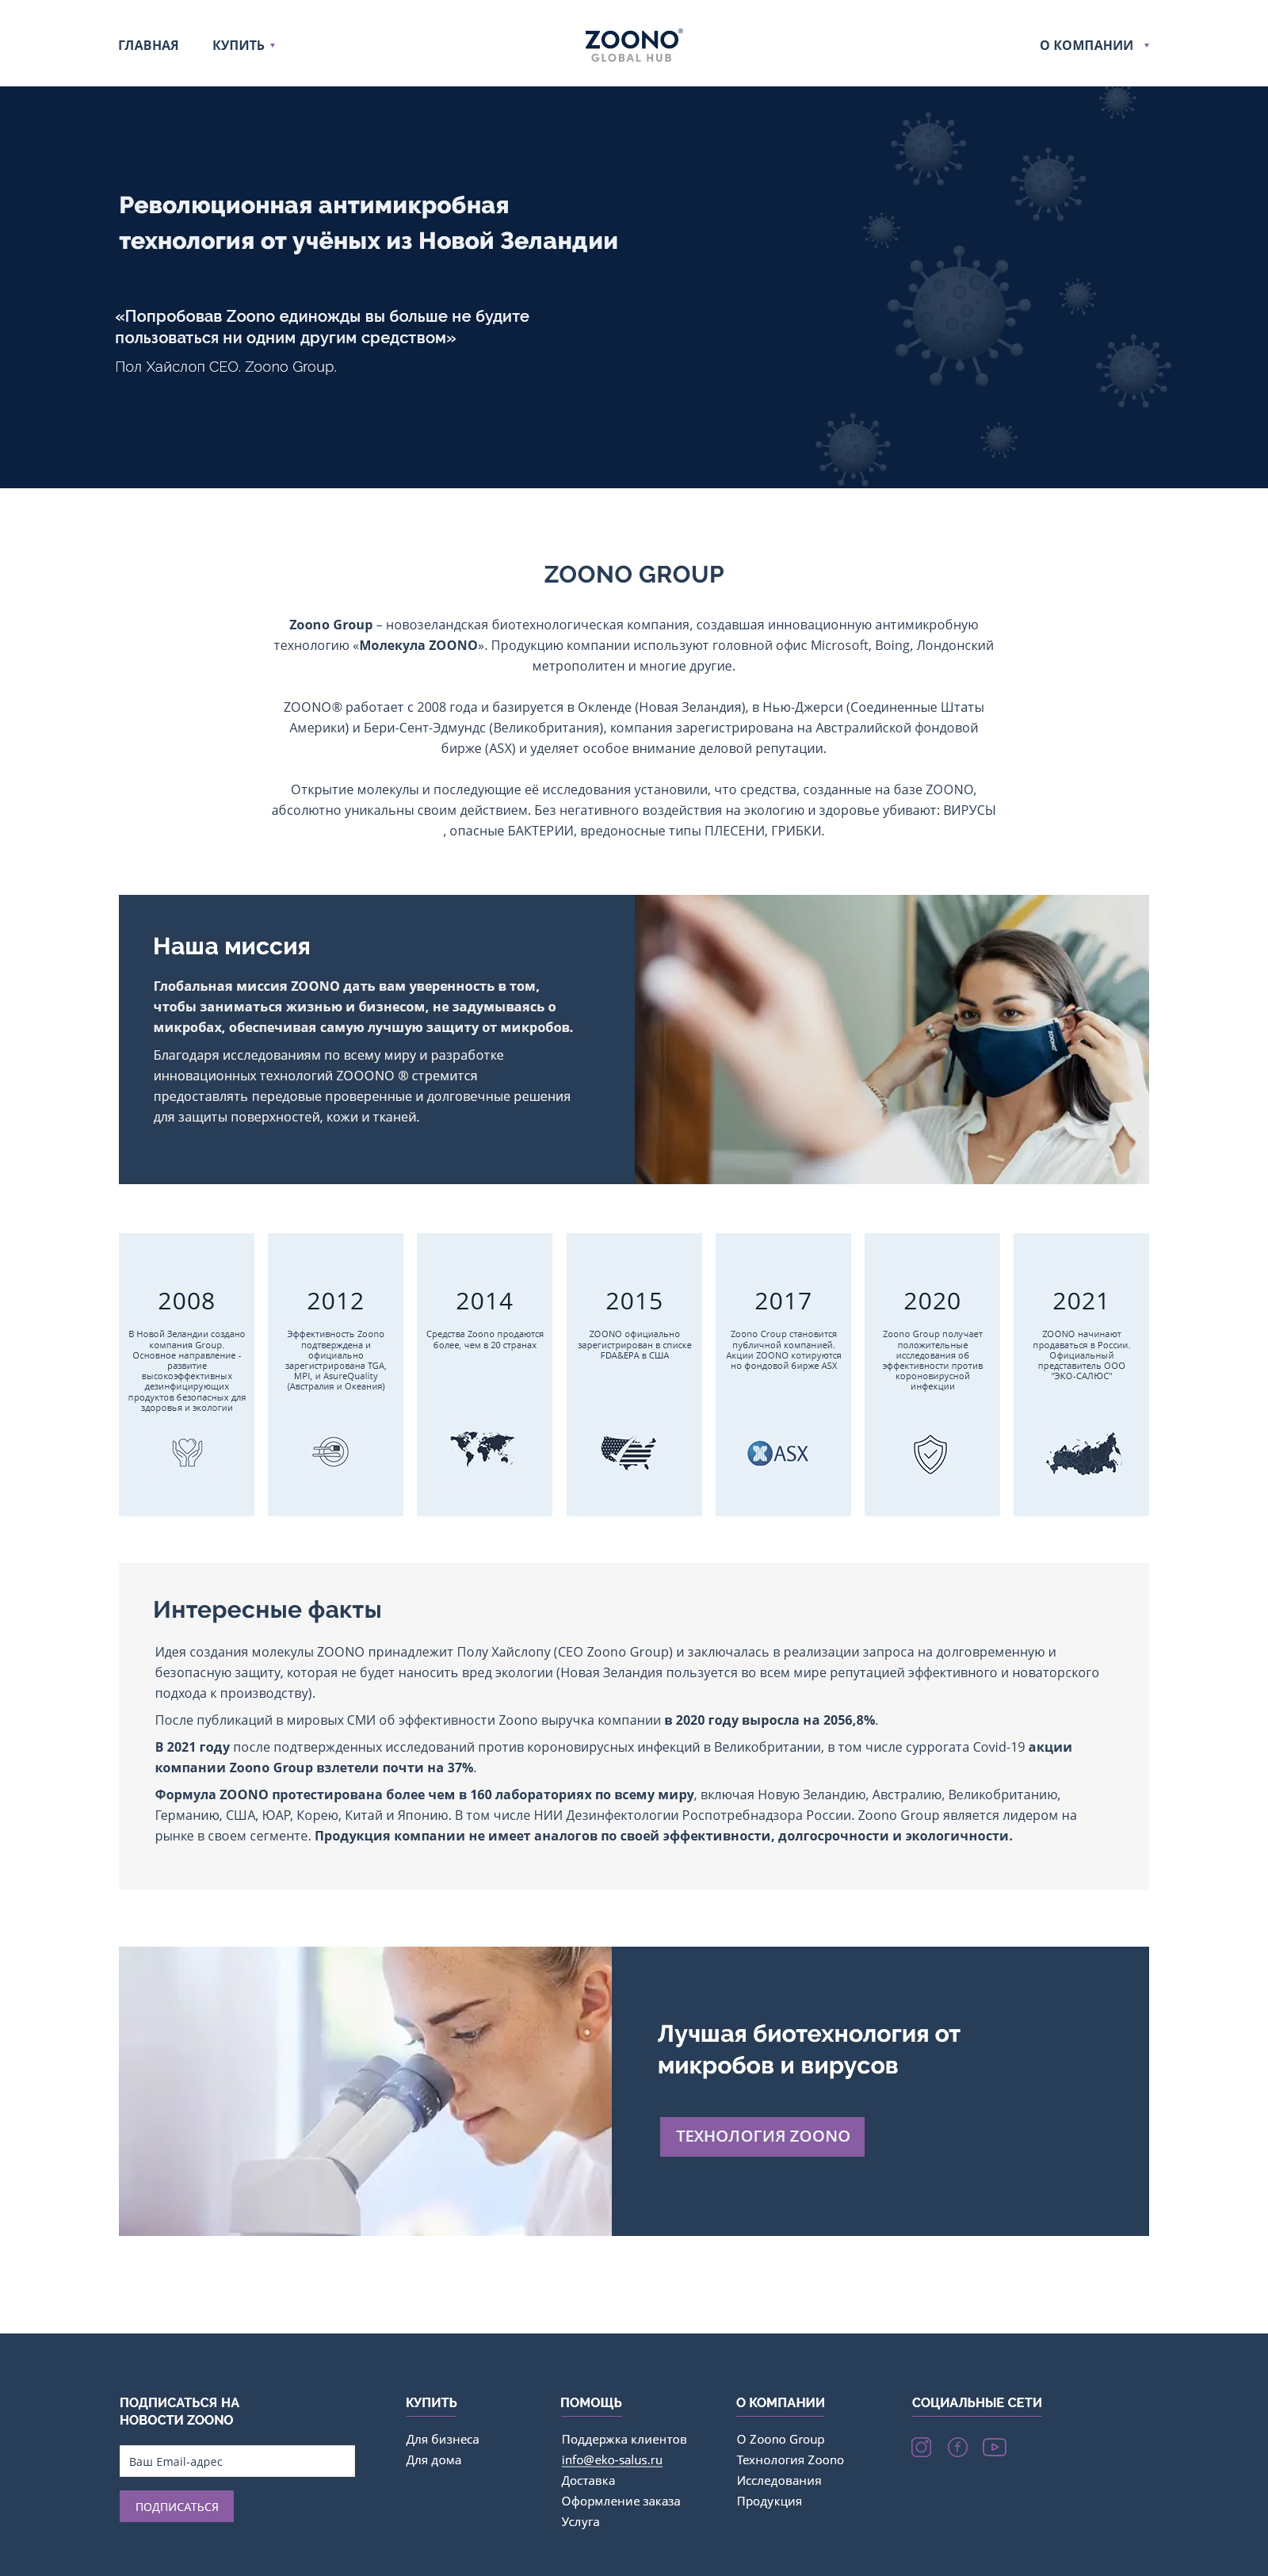 ГЛАВНАЯ
КУПИТЬ
ZOONO®
GLOBAL HUB
О КОМПАНИИ
Революционная антимикробная
технология от учёных из Новой Зеландии
«Попробовав Zoono единожды вы больше не будите
пользоваться ни одним другим средством»
Пол Хайслоп CEO. Zoono Group.
ZOONO GROUP
Zoono Group – новозеландская биотехнологическая компания, создавшая инновационную антимикробную
технологию «Молекула ZOONO». Продукцию компании используют головной офис Microsoft, Boing, Лондонский
метрополитен и многие другие.
ZOONO® работает с 2008 года и базируется в Окленде (Новая Зеландия), в Нью-Джерси (Соединенные Штаты
Америки) и Бери-Сент-Эдмундс (Великобритания), компания зарегистрирована на Австралийской фондовой
бирже (ASX) и уделяет особое внимание деловой репутации.
Открытие молекулы и последующие её исследования установили, что средства, созданные на базе ZOONO,
абсолютно уникальны своим действием. Без негативного воздействия на экологию и здоровье убивают: ВИРУСЫ
, опасные БАКТЕРИИ, вредоносные типы ПЛЕСЕНИ, ГРИБКИ.
Наша миссия
Глобальная миссия ZOONO дать вам уверенность в том,
чтобы заниматься жизнью и бизнесом, не задумываясь о
микробах, обеспечивая самую лучшую защиту от микробов.
Благодаря исследованиям по всему миру и разработке
инновационных технологий ZOOONO ® стремится
предоставлять передовые проверенные и долговечные решения
для защиты поверхностей, кожи и тканей.
ZOONO®
2008
В Новой Зеландии создано
компания Group.
Основное направление -
развитие
высокоэффективных
дезинфицирующих
продуктов безопасных для
здоровья и экологии
2012
Эффективность Zoono
подтверждена и
официально
зарегистрирована TGA,
MPI, и AsureQuality
(Австралия и Океания)
2014
Средства Zoono продаются
более, чем в 20 странах
2015
ZOONO официально
зарегистрирован в списке
FDA&EPA в США
2017
Zoono Croup становится
публичной компанией.
Акции ZOONO котируются
но фондовой бирже ASX
ASX
2020
Zoono Group получает
положительные
исследования об
эффективности против
короновирусной
инфекции
2021
ZOONO начинают
продаваться в России.
Официальный
представитель ООО
"ЭКО-САЛЮС"
Интересные факты
Идея создания молекулы ZOONO принадлежит Полу Хайслопу (CEO Zoono Group) и заключалась в реализации запроса на долговременную и
безопасную защиту, которая не будет наносить вред экологии (Новая Зеландия пользуется во всем мире репутацией эффективного и новаторского
подхода к производству).
После публикаций в мировых СМИ об эффективности Zoono выручка компании в 2020 году выросла на 2056,8%.
В 2021 году после подтвержденных исследований против короновирусных инфекций в Великобритании, в том числе суррогата Covid-19 акции
компании Zoono Group взлетели почти на 37%.
Формула ZOONO протестирована более чем в 160 лабораториях по всему миру, включая Новую Зеландию, Австралию, Великобританию,
Германию, США, ЮАР, Корею, Китай и Японию. В том числе НИИ Дезинфектологии Роспотребнадзора России. Zoono Group является лидером на
рынке в своем сегменте. Продукция компании не имеет аналогов по своей эффективности, долгосрочности и экологичности.
Лучшая биотехнология от
микробов и вирусов
ТЕХНОЛОГИЯ ZOONO
ПОДПИСАТЬСЯ НА
НОВОСТИ ZOONO
Ваш Email-адрес
ПОДПИСАТЬСЯ
КУПИТЬ
Для бизнеса
Для дома
ПОМОЩЬ
Поддержка клиентов
info@eko-salus.ru
Доставка
Оформление заказа
Услуга
О КОМПАНИИ
О Zoono Group
Технология Zoono
Исследования
Продукция
СОЦИАЛЬНЫЕ СЕТИ